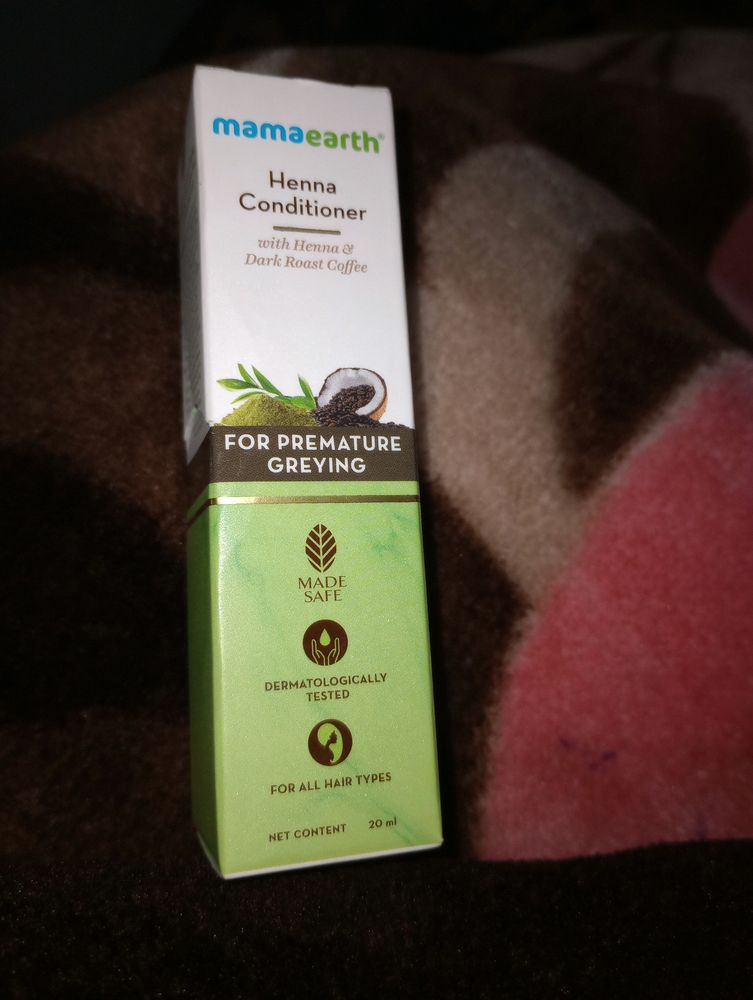 mamaearth®
Henna
Conditioner
with Henna &
Dark Roast Coffee
FOR PREMATURE
GREYING
MADE
SAFE
DERMATOLOGICALLY
TESTED
FOR ALL HAIR TYPES
NET CONTENT 20 ml